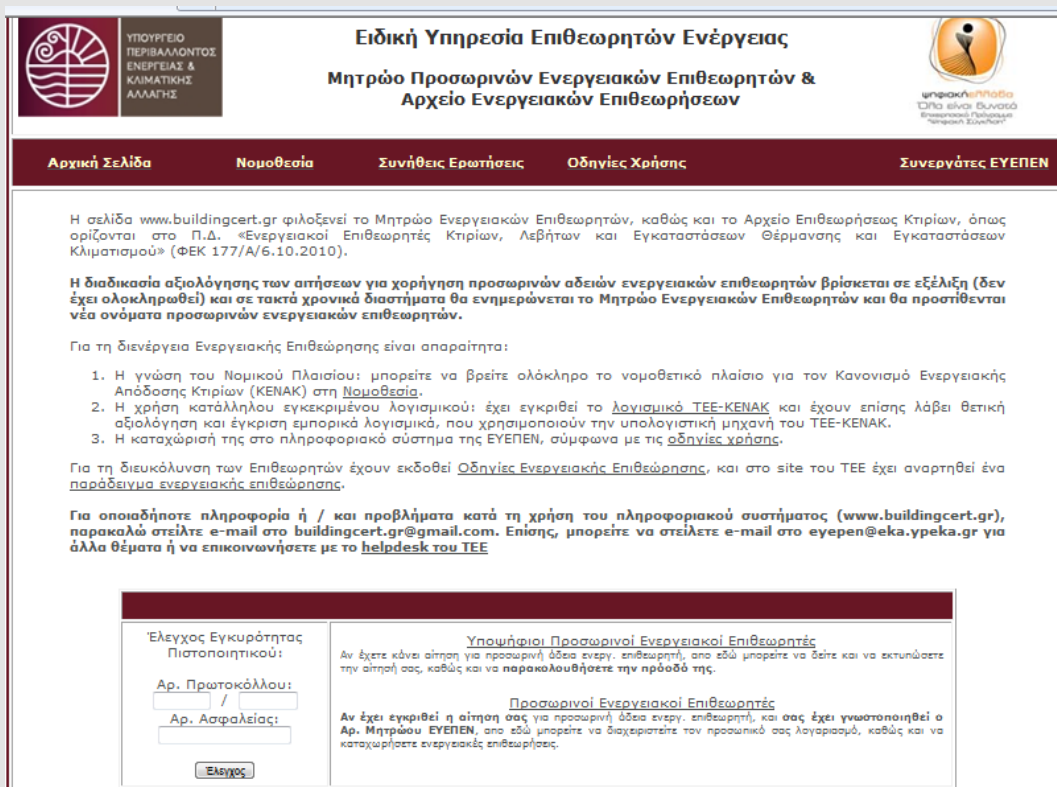 ΥΠΟΥΡΓΕΙΟ
ΠΕΡΙΒΑΛΛΟΝΤΟΣ
ΕΝΕΡΓΕΙΑΣ &
ΚΛΙΜΑΤΙΚΗΣ
ΑΛΛΑΓΗΣ
Ειδική Υπηρεσία Επιθεωρητών Ενέργειας
Μητρώο Προσωρινών Ενεργειακών Επιθεωρητών &
Αρχείο Ενεργειακών Επιθεωρήσεων
ψηφιακήελλάδα
Όλα είναι δυνατά
Επιχειρησιακό Πρόγραμμα
"Ψηφιακή Σύγκλιση"
Αρχική Σελίδα Νομοθεσία Συνήθεις Ερωτήσεις Οδηγίες Χρήσης Συνεργάτες ΕΥΕΠΕΝ
Η σελίδα www.buildingcert.gr φιλοξενεί το Μητρώο Ενεργειακών Επιθεωρητών, καθώς και το Αρχείο Επιθεωρήσεως Κτιρίων, όπως
ορίζονται στο Π.Δ. «Ενεργειακοί Επιθεωρητές Κτιρίων, Λεβήτων και Εγκαταστάσεων Θέρμανσης και Εγκαταστάσεων
Κλιματισμού» (ΦΕΚ 177/Α/6.10.2010).
Η διαδικασία αξιολόγησης των αιτήσεων για χορήγηση προσωρινών αδειών ενεργειακών επιθεωρητών βρίσκεται σε εξέλιξη (δεν
έχει ολοκληρωθεί) και σε τακτά χρονικά διαστήματα θα ενημερώνεται το Μητρώο Ενεργειακών Επιθεωρητών και θα προστίθενται
νέα ονόματα προσωρινών ενεργειακών επιθεωρητών.
Για τη διενέργεια Ενεργειακής Επιθεώρησης είναι απαραίτητα:
1. Η γνώση του Νομικού Πλαισίου: μπορείτε να βρείτε ολόκληρο το νομοθετικό πλαίσιο για τον Κανονισμό Ενεργειακής
Απόδοσης Κτιρίων (ΚΕΝΑΚ) στη Νομοθεσία.
2. Η χρήση κατάλληλου εγκεκριμένου λογισμικού: έχει εγκριθεί το λογισμικό ΤΕΕ-ΚΕΝΑΚ και έχουν επίσης λάβει θετική
αξιολόγηση και έγκριση εμπορικά λογισμικά, που χρησιμοποιούν την υπολογιστική μηχανή του ΤΕΕ-ΚΕΝΑΚ.
3. Η καταχώρισή της στο πληροφοριακό σύστημα της ΕΥΕΠΕΝ, σύμφωνα με τις οδηγίες χρήσης.
Για τη διευκόλυνση των Επιθεωρητών έχουν εκδοθεί Οδηγίες Ενεργειακής Επιθεώρησης, και στο site του ΤΕΕ έχει αναρτηθεί ένα
παράδειγμα ενεργειακής επιθεώρησης.
Για οποιαδήποτε πληροφορία ή / και προβλήματα κατά τη χρήση του πληροφοριακού συστήματος (www.buildingcert.gr),
παρακαλώ στείλτε e-mail στο buildingcert.gr@gmail.com. Επίσης, μπορείτε να στείλετε e-mail στο eyepen@eka.ypeka.gr για
άλλα θέματα ή να επικοινωνήσετε με το helpdesk του ΤΕΕ
Έλεγχος Εγκυρότητας
Πιστοποιητικού:
Αρ. Πρωτοκόλλου:
/
Αρ. Ασφαλείας:
Έλεγχος
Υποψήφιοι Προσωρινοί Ενεργειακοί Επιθεωρητές
Αν έχετε κάνει αίτηση για προσωρινή άδεια ενεργ. επιθεωρητή, απο εδώ μπορείτε να δείτε και να εκτυπώσετε
την αίτησή σας, καθώς και να παρακολουθήσετε την πρόοδό της.
Προσωρινοί Ενεργειακοί Επιθεωρητές
Αν έχει εγκριθεί η αίτηση σας για προσωρινή άδεια ενεργ. επιθεωρητή, και σας έχει γνωστοποιηθεί ο
Αρ. Μητρώου ΕΥΕΠΕΝ, απο εδώ μπορείτε να διαχειριστείτε τον προσωπικό σας λογαριασμό, καθώς και να
καταχωρήσετε ενεργειακές επιθεωρήσεις.